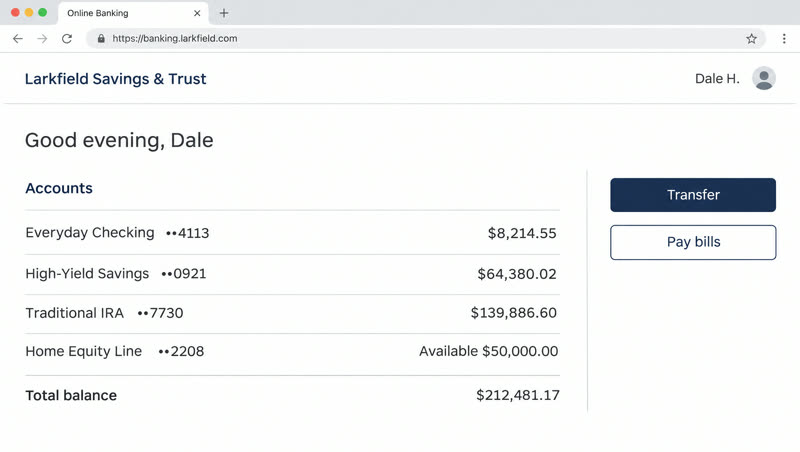 Online Banking
https://banking.larkfield.com
Larkfield Savings & Trust
Dale H.
Good evening, Dale
Accounts
Everyday Checking ••4113 $8,214.55
High-Yield Savings ••0921 $64,380.02
Traditional IRA ••7730 $139,886.60
Home Equity Line ••2208 Available $50,000.00
Total balance $212,481.17
Transfer
Pay bills